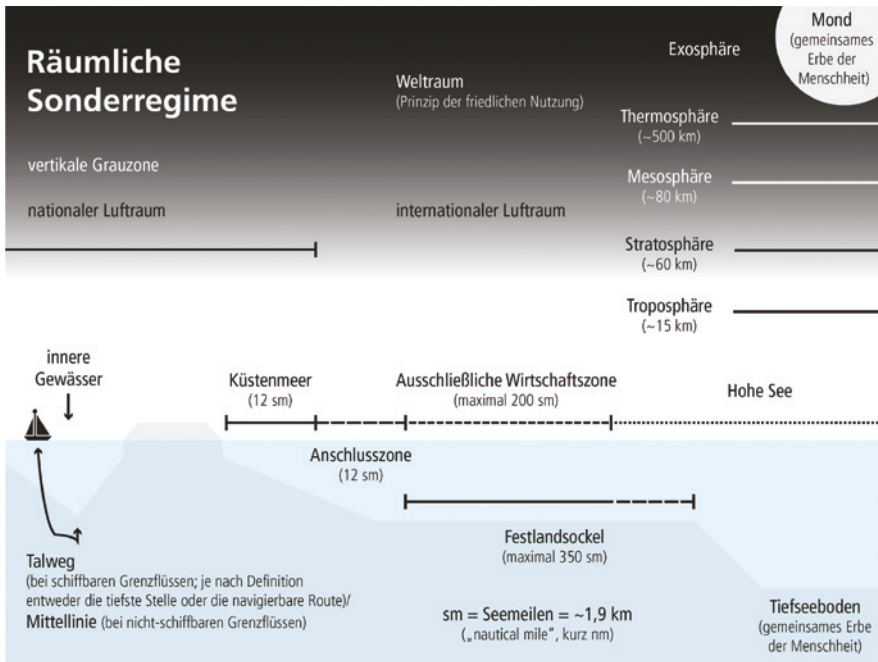 Räumliche
Sonderregime
vertikale Grauzone
nationaler Luftraum
Weltraum
(Prinzip der friedlichen Nutzung)
internationaler Luftraum
Mond
(gemeinsames
Erbe der
Menschheit)
Exosphäre
Thermosphäre
(~500 km)
Mesosphäre
(~80 km)
Stratosphäre
(~60 km)
Troposphäre
(~15 km)
innere
Gewässer
Küstenmeer
(12 sm)
Ausschließliche Wirtschaftszone
(maximal 200 sm)
Hohe See
Anschlusszone
(12 sm)
Festlandsockel
(maximal 350 sm)
Talweg
(bei schiffbaren Grenzflüssen; je nach Definition
entweder die tiefste Stelle oder die navigierbare Route)/
Mittellinie (bei nicht-schiffbaren Grenzflüssen)
sm = Seemeilen = ~1,9 km
(„nautical mile", kurz nm)
Tiefseeboden
(gemeinsames Erbe
der Menschheit)